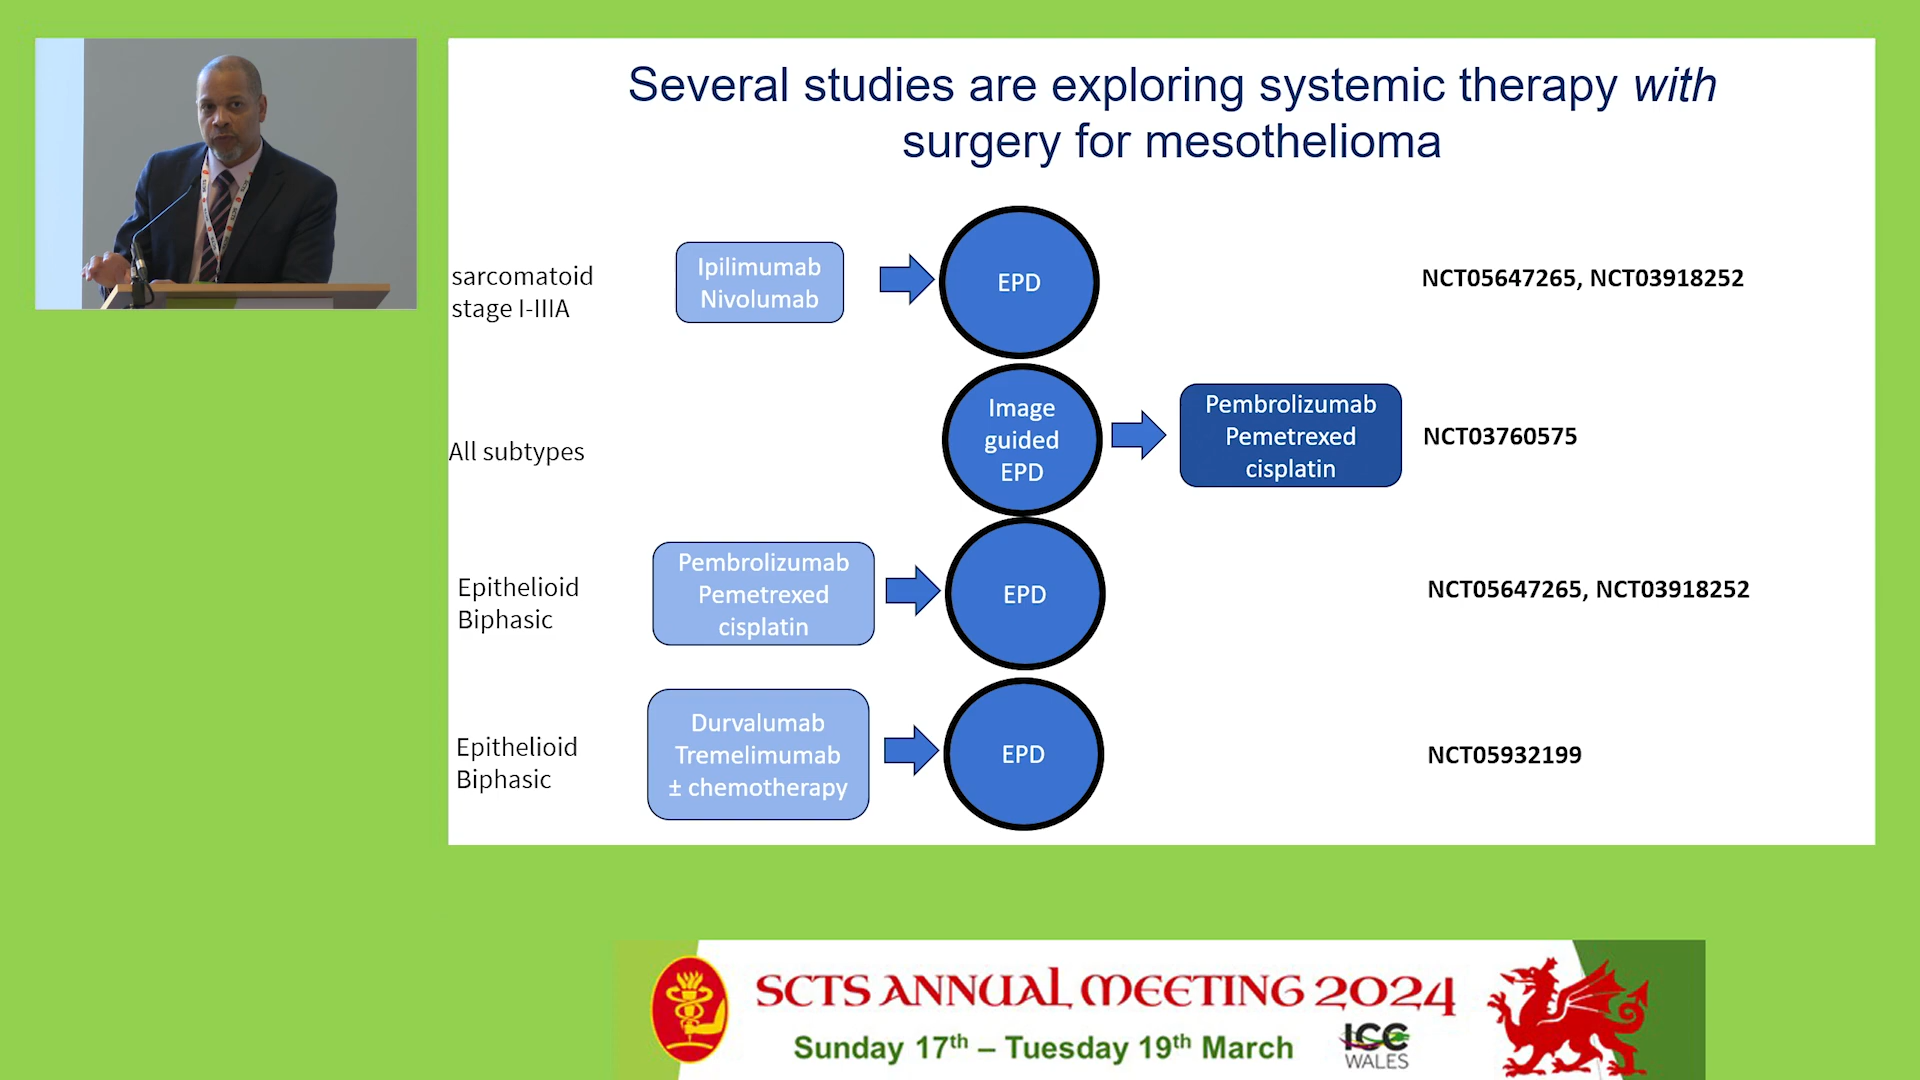 Several studies are exploring systemic therapy with
surgery for mesothelioma
sarcomatoid
stage I-IIIA
Ipilimumab
Nivolumab
EPD
NCT05647265, NCT03918252
All subtypes
Image
guided
EPD
Pembrolizumab
Pemetrexed
cisplatin
NCT03760575
Epithelioid
Biphasic
Pembrolizumab
Pemetrexed
cisplatin
EPD
NCT05647265, NCT03918252
Epithelioid
Biphasic
Durvalumab
Tremelimumab
± chemotherapy
EPD
NCT05932199
SCTS ANNUAL MEETING 2024
Sunday 17th – Tuesday 19th March
ICC
WALES